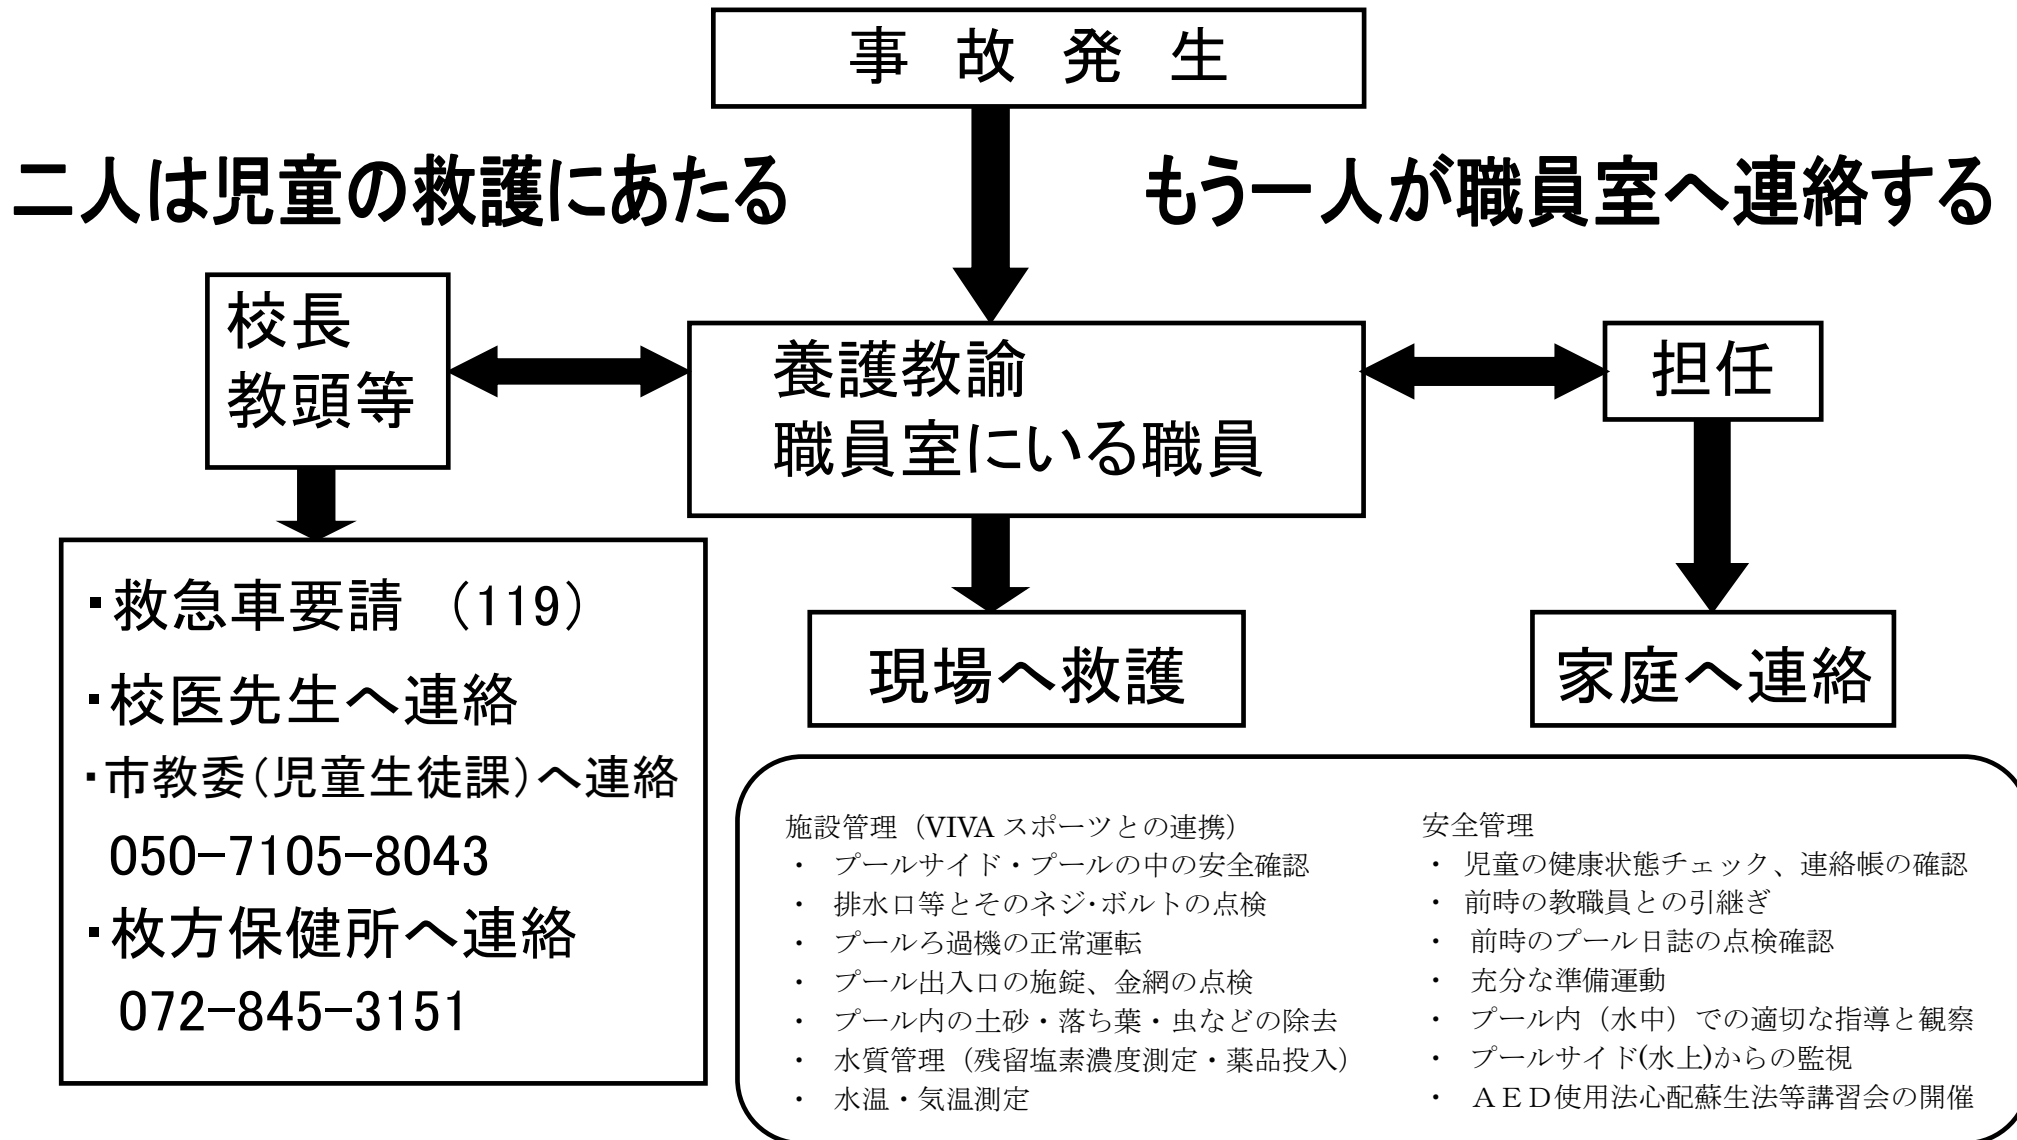 事 故 発 生
二人は児童の救護にあたる
もう一人が職員室へ連絡する
校長
教頭等
養護教諭
職員室にいる職員
担任
・救急車要請 （119）
・校医先生へ連絡
・市教委（児童生徒課）へ連絡
050-7105-8043
・枚方保健所へ連絡
072-845-3151
現場へ救護
家庭へ連絡
施設管理（VIVA スポーツとの連携）
・ プールサイド・プールの中の安全確認
・ 排水口等とそのネジ･ボルトの点検
・ プールろ過機の正常運転
・ プール出入口の施錠、金網の点検
・ プール内の土砂・落ち葉・虫などの除去
・ 水質管理（残留塩素濃度測定・薬品投入）
・ 水温・気温測定
安全管理
・ 児童の健康状態チェック、連絡帳の確認
・ 前時の教職員との引継ぎ
・ 前時のプール日誌の点検確認
・ 充分な準備運動
・ プール内（水中）での適切な指導と観察
・ プールサイド(水上)からの監視
・ ＡＥＤ使用法心配蘇生法等講習会の開催